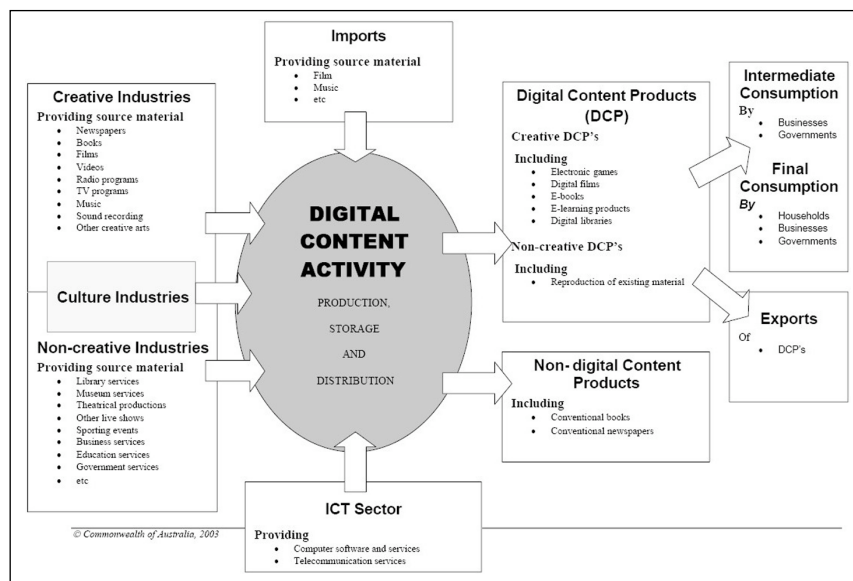 Imports
Providing source material
• Film
• Music
• etc
Creative Industries
Providing source material
• Newspapers
• Books
• Films
• Videos
• Radio programs
• TV programs
• Music
• Sound recording
• Other creative arts
Culture Industries
Non-creative Industries
Providing source material
• Library services
• Museum services
• Theatrical productions
• Other live shows
• Sporting events
• Business services
• Education services
• Government services
• etc
DIGITAL
CONTENT
ACTIVITY
PRODUCTION,
STORAGE
AND
DISTRIBUTION
ICT Sector
Providing
• Computer software and services
• Telecommunication services
Digital Content Products
(DCP)
Creative DCP's
Including
• Electronic games
• Digital films
• E-books
• E-learning products
• Digital libraries
Non-creative DCP's
Including
• Reproduction of existing material
Non-digital Content
Products
Including
• Conventional books
• Conventional newspapers
Intermediate
Consumption
By
• Businesses
• Governments
Final
Consumption
By
• Households
• Businesses
• Governments
Exports
Of
• DCP's
© Commonwealth of Australia, 2003